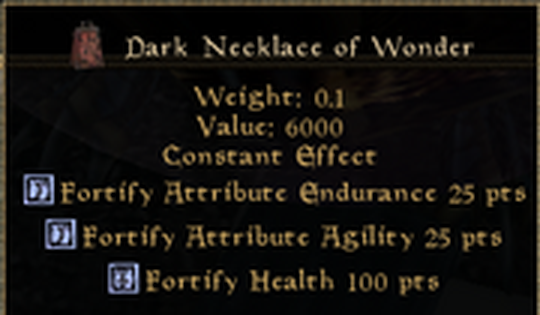 Dark Necklace of Wonder
Weight: 0.1
Value: 6000
Constant Effect
Fortify Attribute Endurance 25 pts
Fortify Attribute Agility 25 pts
Fortify Health 100 pts